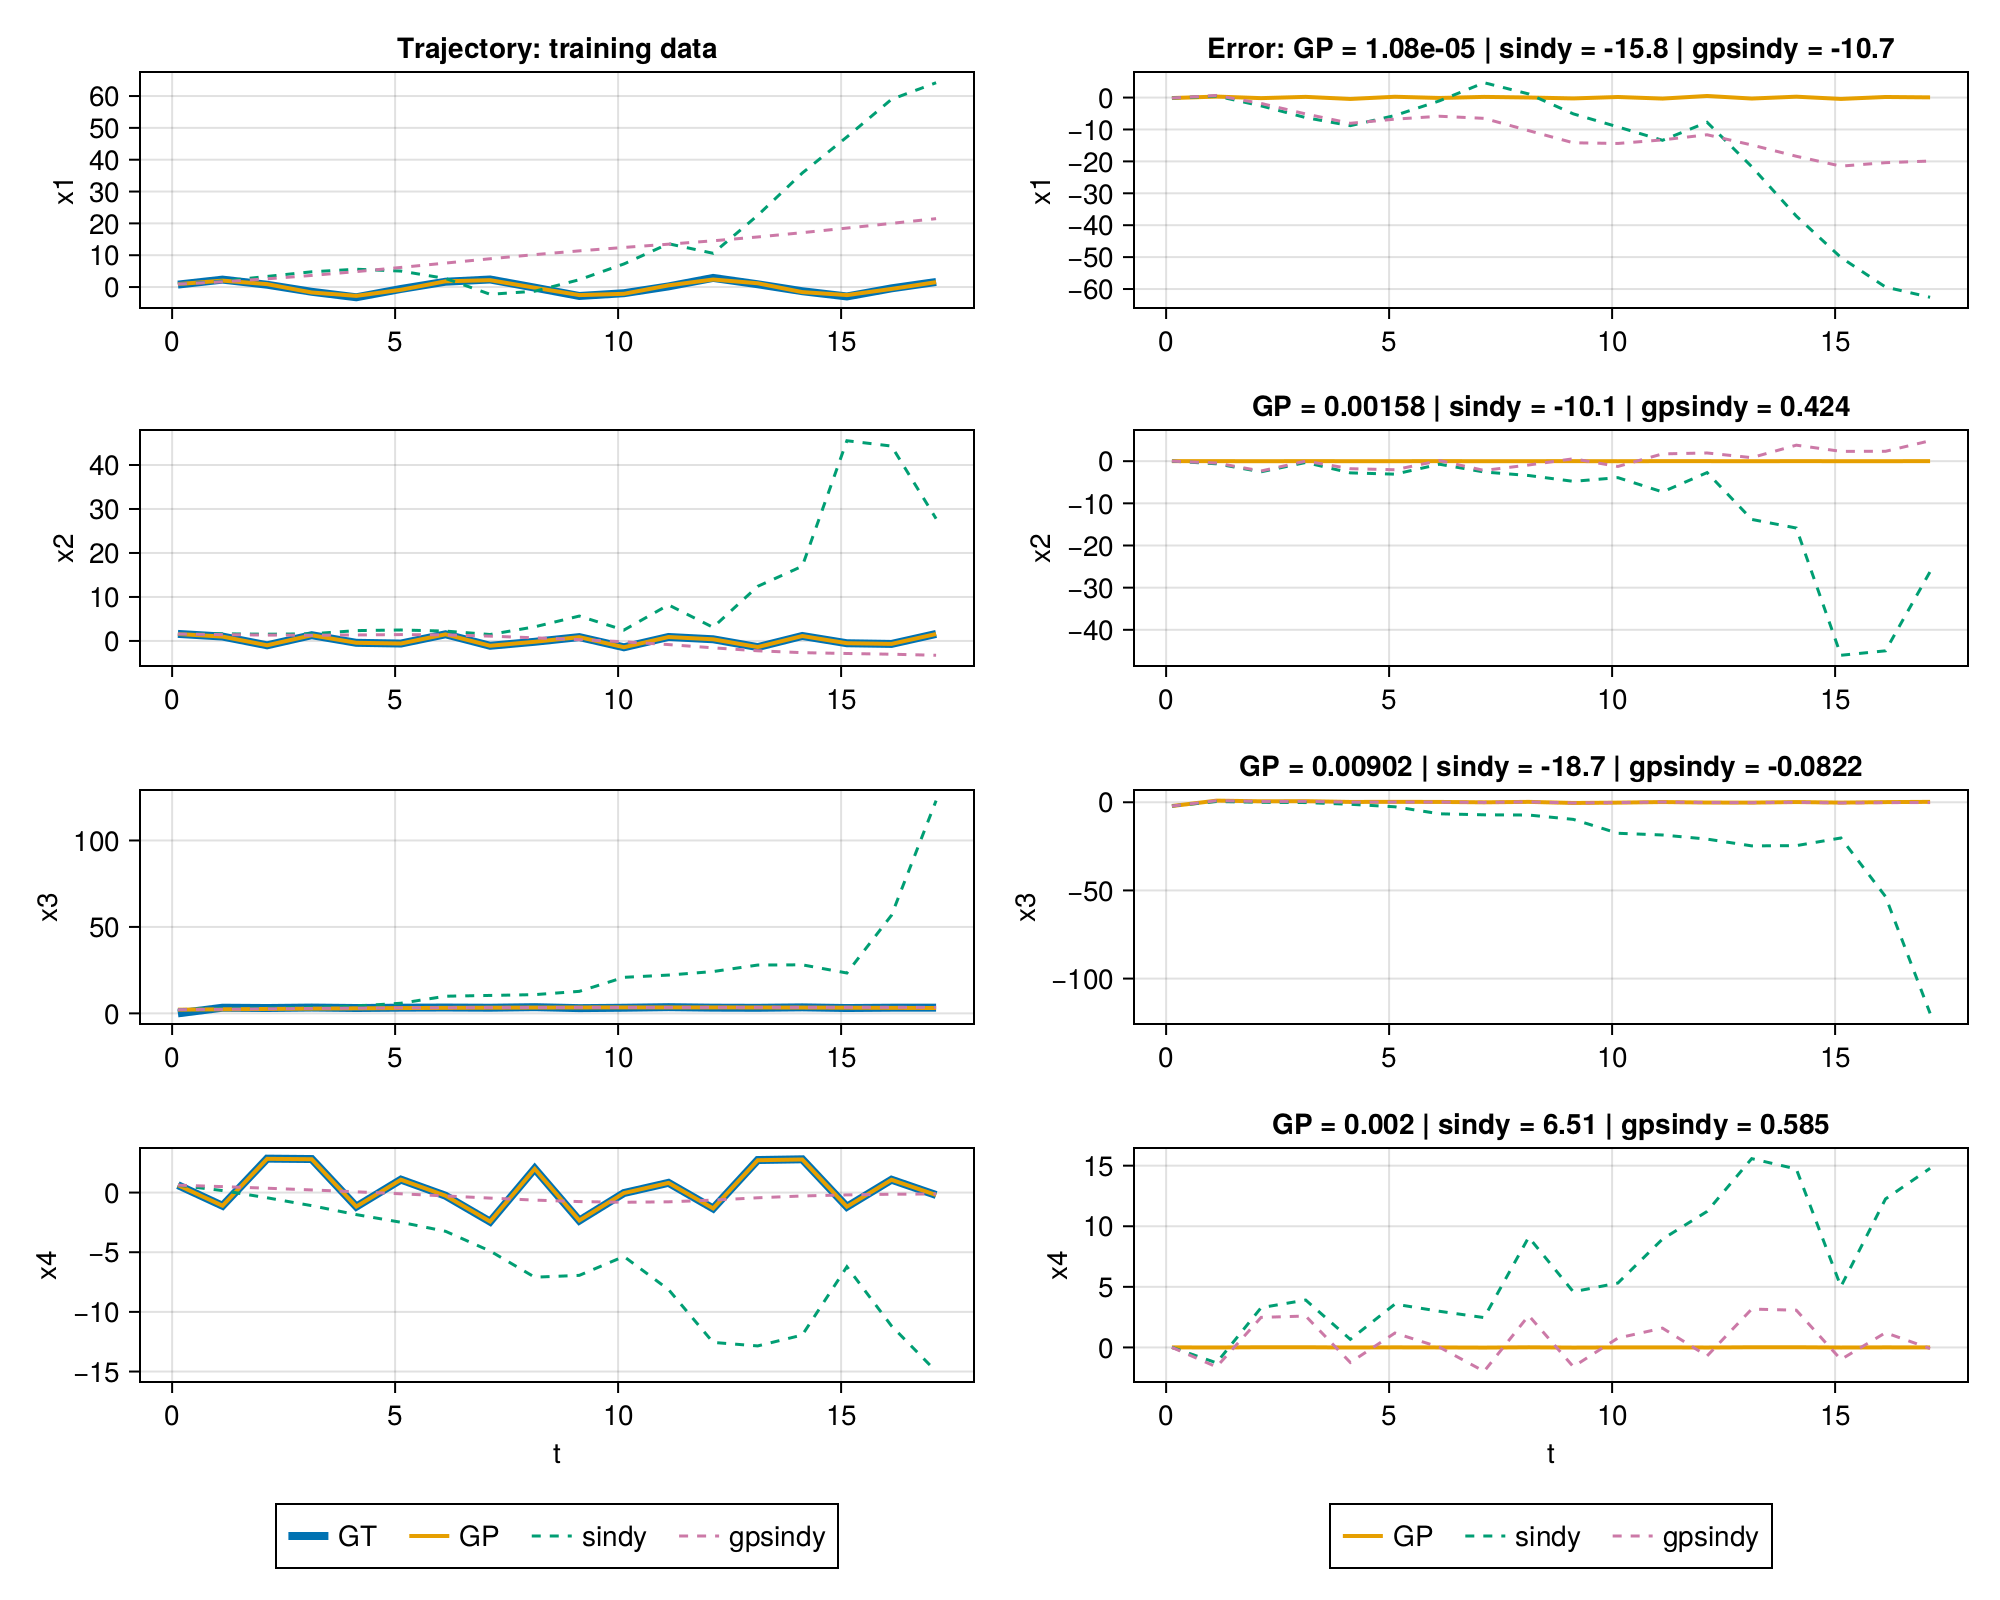 Trajectory: training data
x1
60
50
40
30
20
10
0
0 5 10 15
Error: GP = 1.08e-05 | sindy = -15.8 | gpsindy = -10.7
x1
0
−10
−20
−30
−40
−50
−60
0 5 10 15
x2
40
30
20
10
0
0 5 10 15
GP = 0.00158 | sindy = -10.1 | gpsindy = 0.424
x2
0
−10
−20
−30
−40
0 5 10 15
x3
100
50
0
0 5 10 15
GP = 0.00902 | sindy = -18.7 | gpsindy = -0.0822
x3
0
−50
−100
0 5 10 15
x4
0
−5
−10
−15
0 5 10 15
t
GP = 0.002 | sindy = 6.51 | gpsindy = 0.585
x4
15
10
5
0
0 5 10 15
t
GT GP sindy gpsindy
GP sindy gpsindy